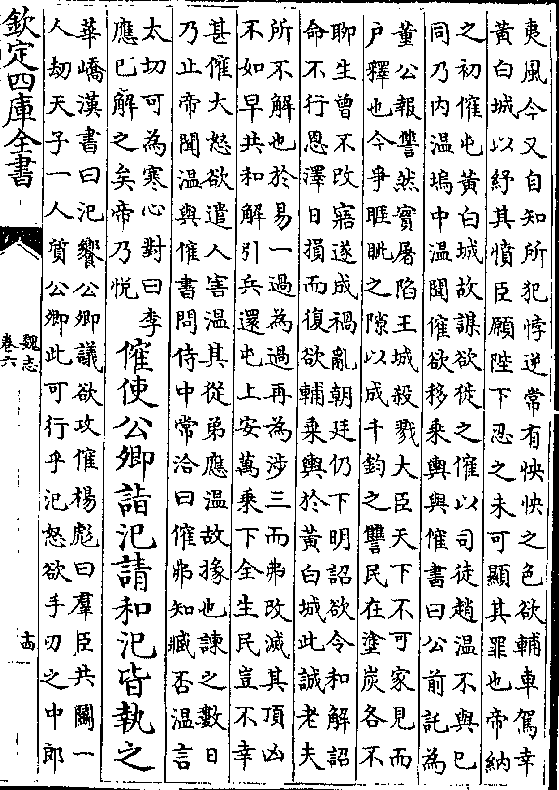 夷風今又自知所犯悖逆常有怏怏之色欲輔車駕幸
黄白城以紓其憤臣願陛下忍之未可顯其罪也帝納
之初傕屯黄白城故謀欲徙之傕以司徒趙温不與已
同乃内温塢中温聞傕欲移乗輿與傕書曰公前託為
董公報讐然實屠陷王城殺戮大臣天下不可家見而
户釋也今爭睚眦之隙以成千鈞之讐民在塗炭各不
聊生曾不改寤遂成禍亂朝廷仍下明詔欲令和解詔
命不行恩澤日損而復欲輔乗輿於黄白城此誠老夫
所不解也於易一過為過再為涉三而弗改滅其頂凶
不如早共和解引兵還屯上安萬乗下全生民豈不幸
甚傕大怒欲遣人害温其從弟應温故掾也諫之數日
乃止帝聞温與傕書問侍中常洽曰傕弗知臧否温言
太切可為寒心對曰李
應已解之矣帝乃悦
傕使公卿詣汜請和汜皆執之
華嶠漢書曰汜饗公卿議欲攻傕楊彪曰羣臣共鬬一
人劫天子一人質公卿此可行乎汜怒欲手刃之中郎
欽定四庫全書
魏志
卷六
十四